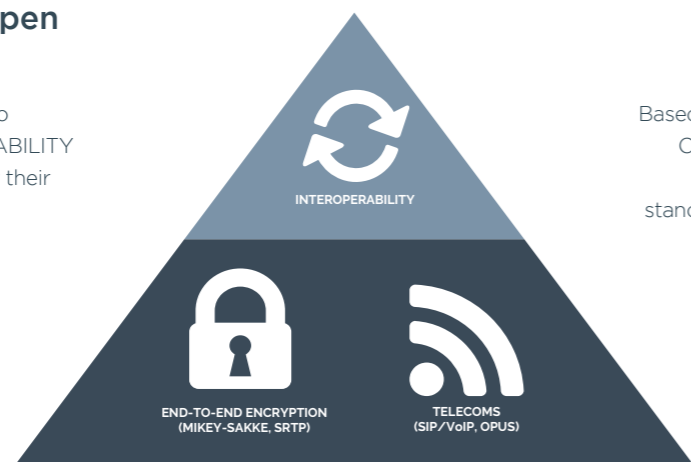 pen
o
ABILITY
their
Based
C
stand
INTEROPERABILITY
END-TO-END ENCRYPTION
(MIKEY-SAKKE, SRTP)
TELECOMS
(SIP/VoIP, OPUS)